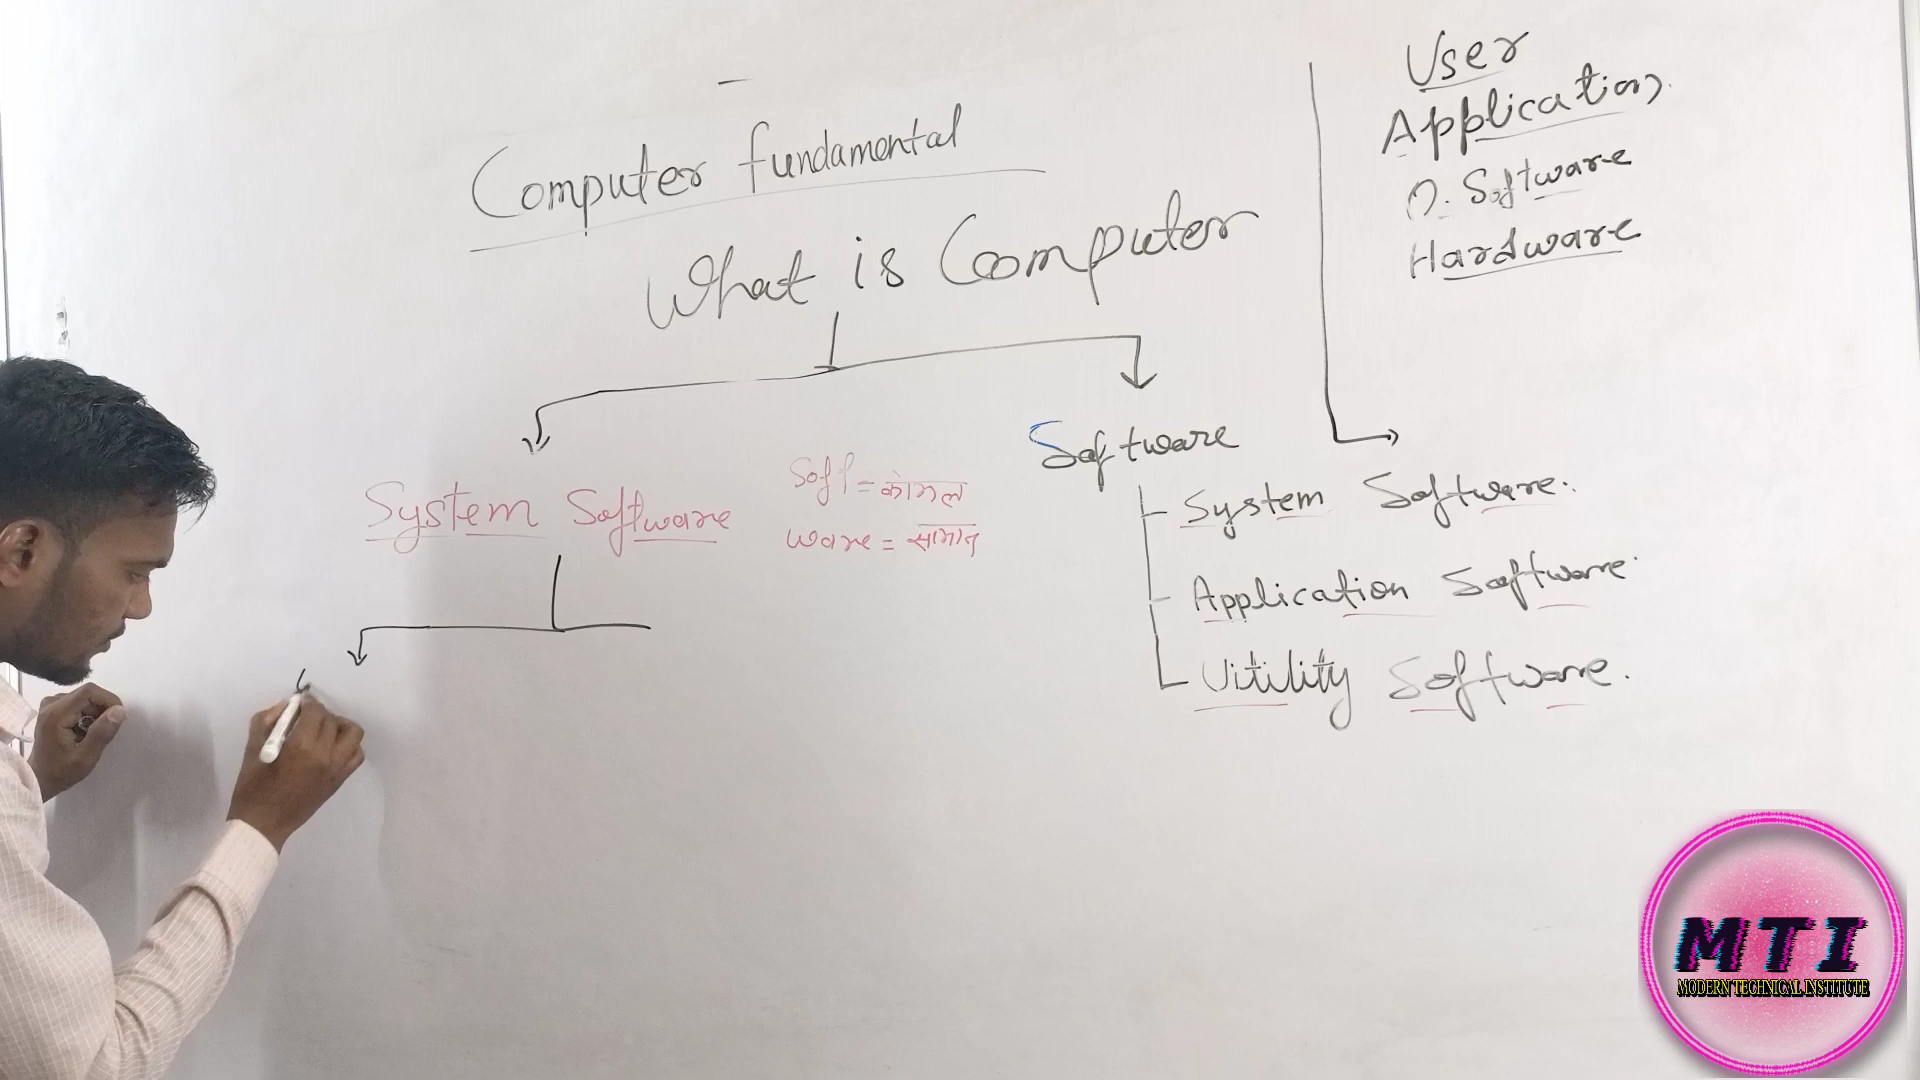 Computer fundamental
What is Computer
System Software
Soft = कोमल
ware = सामान
Software
System Software.
Application Software.
Uitility Software.
User
Application
O. Software
Hardware
MTI
MODERN TECHNICAL INSTITUTE